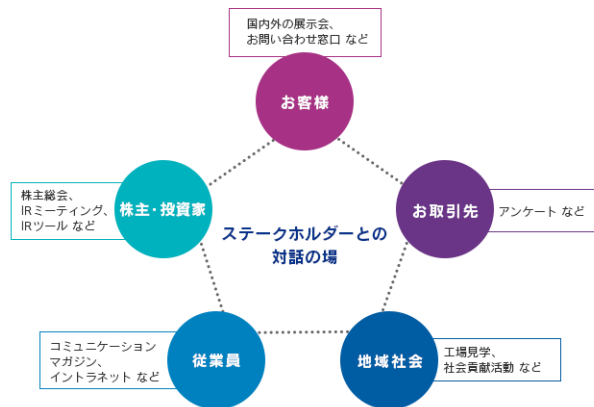 国内外の展示会、
お問い合わせ窓口 など
お客様
株主総会、
IRミーティング、
IRツール など
株主・投資家
お取引先
アンケート など
ステークホルダーとの
対話の場
コミュニケーション
マガジン、
イントラネット など
従業員
地域社会
工場見学、
社会貢献活動 など